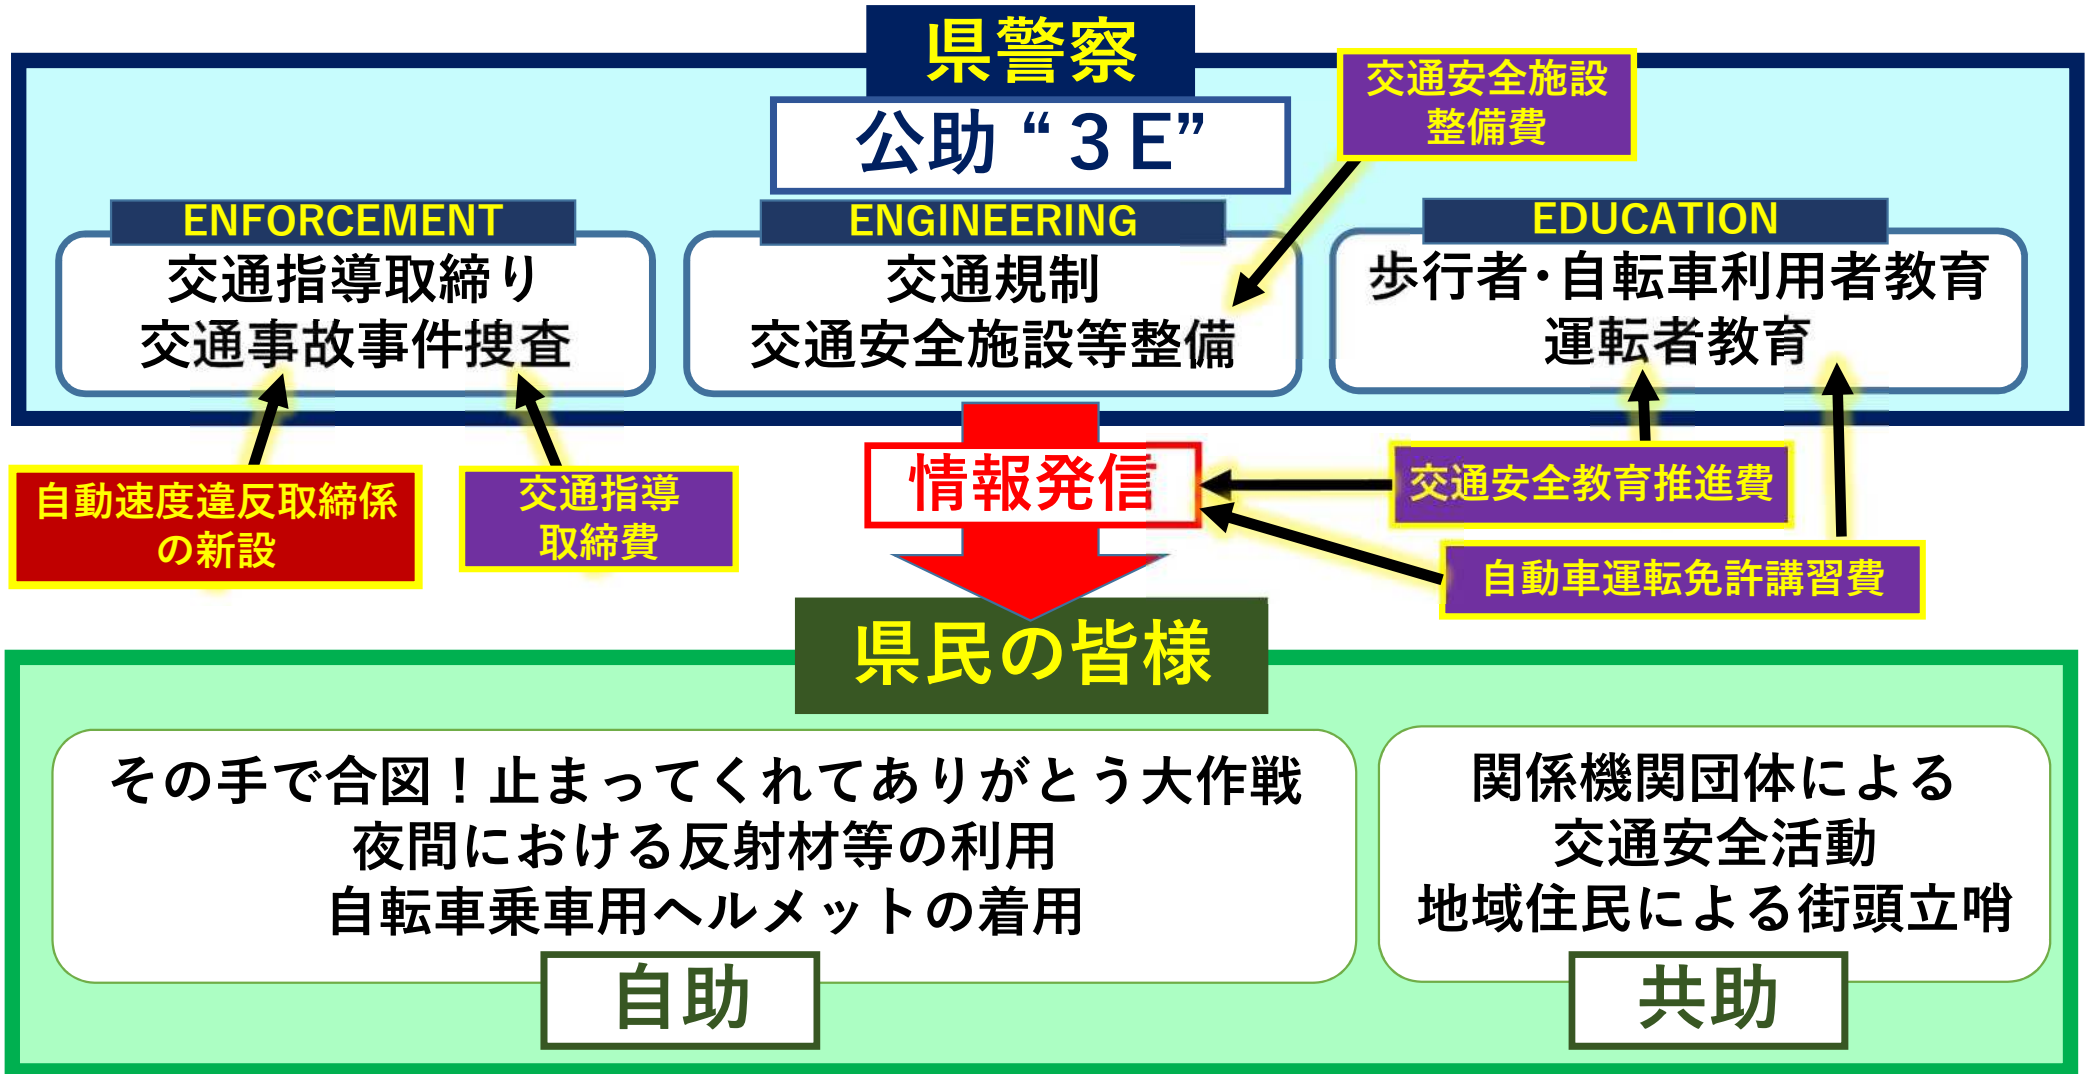 県警察
公助“３E”
交通安全施設
整備費
ENFORCEMENT
交通指導取締り
交通事故事件捜査
ENGINEERING
交通規制
交通安全施設等整備
EDUCATION
歩行者･自転車利用者教育
運転者教育
自動速度違反取締係
の新設
交通指導
取締費
情報発信
交通安全教育推進費
自動車運転免許講習費
県民の皆様
その手で合図！止まってくれてありがとう大作戦
夜間における反射材等の利用
自転車乗車用ヘルメットの着用
自助
関係機関団体による
交通安全活動
地域住民による街頭立哨
共助